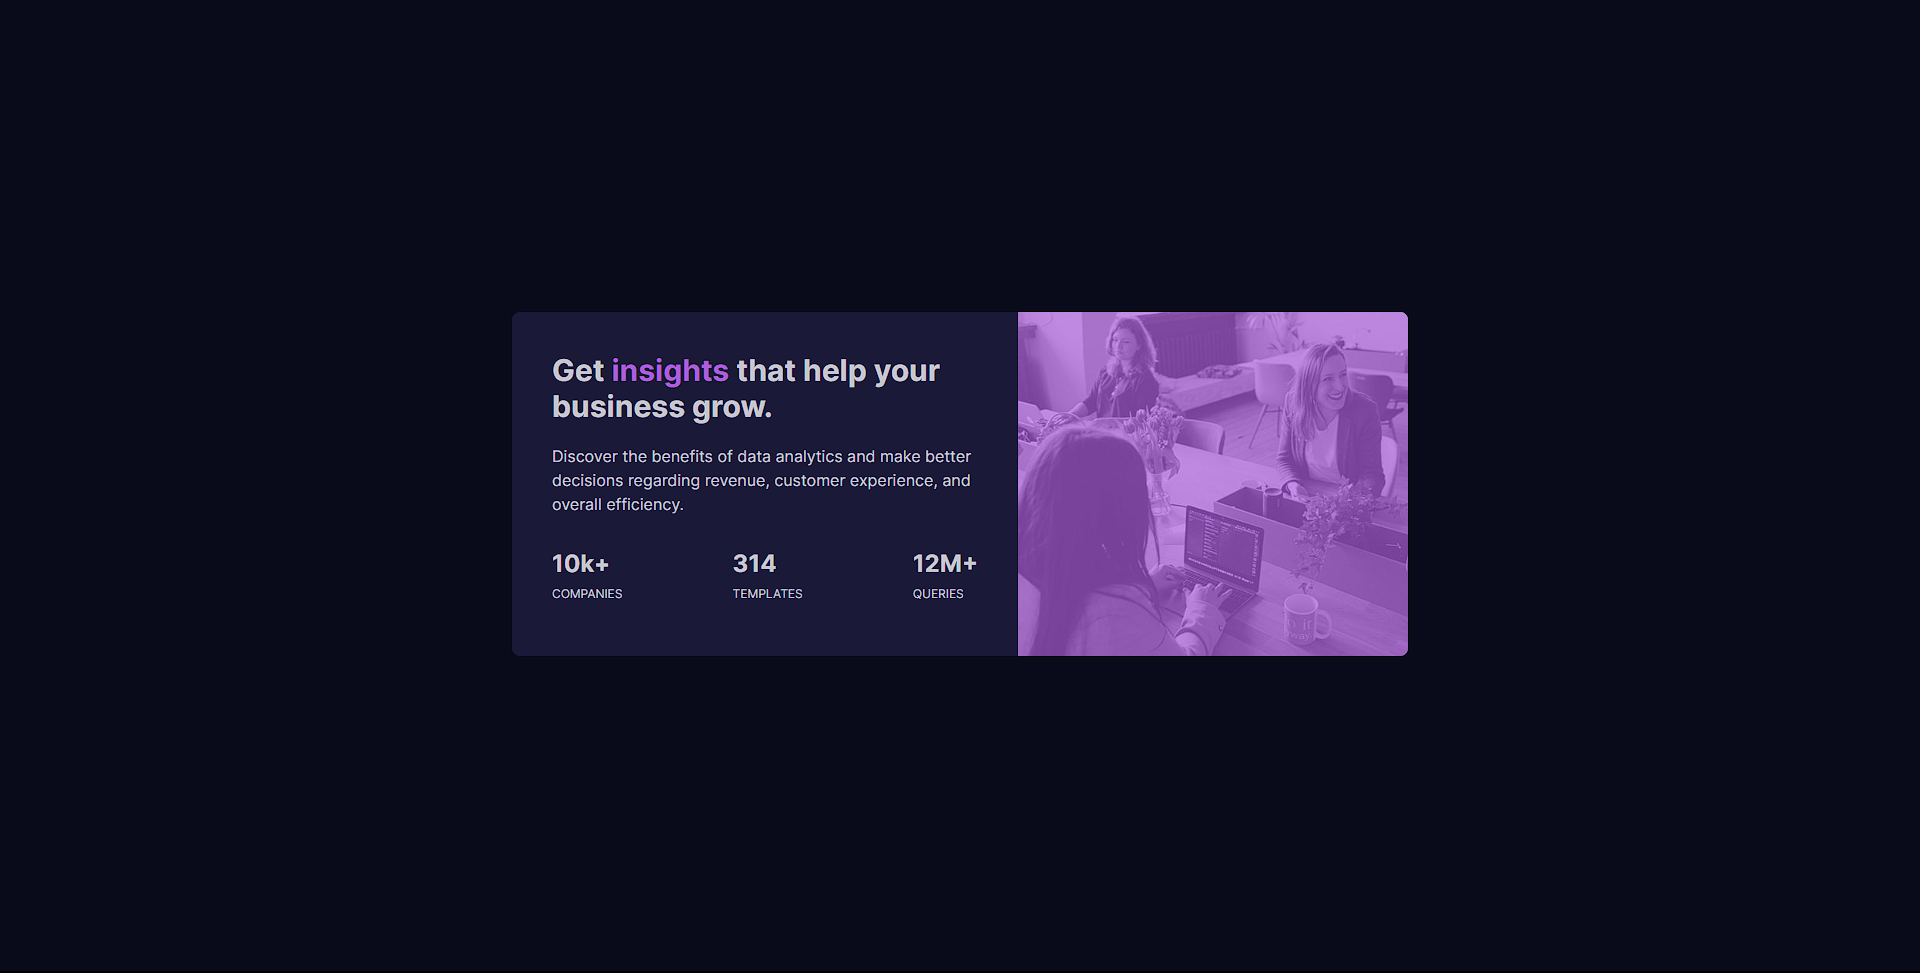 Get insights that help your
business grow.
Discover the benefits of data analytics and make better
decisions regarding revenue, customer experience, and
overall efficiency.
10k+ 314 12M+
COMPANIES TEMPLATES QUERIES